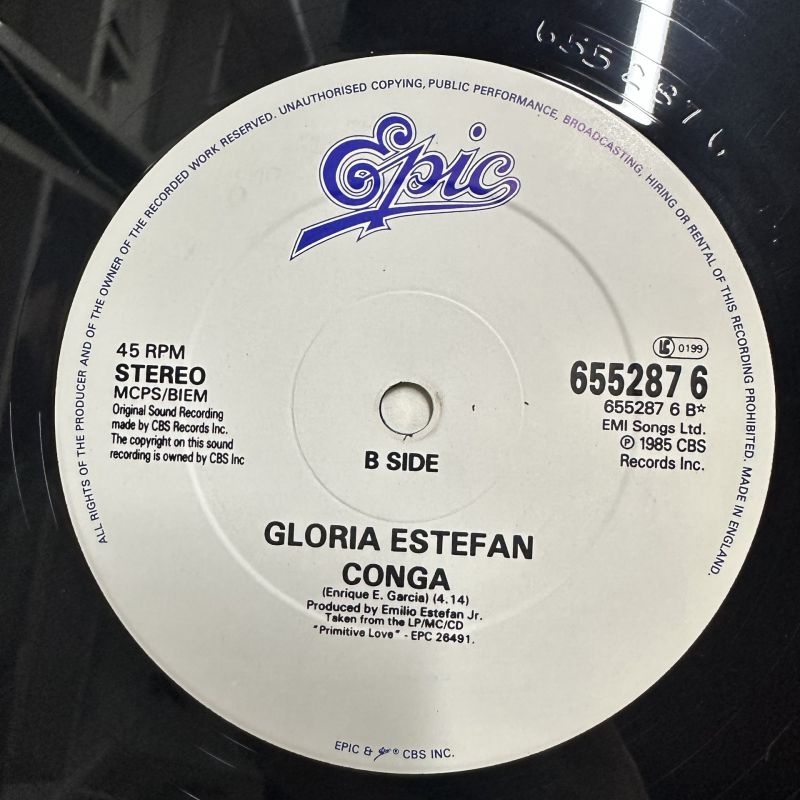 6552876
ALL RIGHTS OF THE PRODUCER AND OF THE OWNER OF THE RECORDED WORK RESERVED. UNAUTHORISED COPYING, PUBLIC PERFORMANCE, BROADCASTING, HIRING OR RENTAL OF THIS RECORDING PROHIBITED. MADE IN ENGLAND.
Epic
45 RPM
STEREO
MCPS/BIEM
Original Sound Recording
made by CBS Records Inc.
The copyright on this sound
recording is owned by CBS Inc
LC 0199
655287 6
655287 6 B☆
EMI Songs Ltd.
℗ 1985 CBS
Records Inc.
B SIDE
GLORIA ESTEFAN
CONGA
(Enrique E. Garcia) (4.14)
Produced by Emilio Estefan Jr.
Taken from the LP/MC/CD
"Primitive Love" - EPC 26491.
EPIC & Epic ® CBS INC.